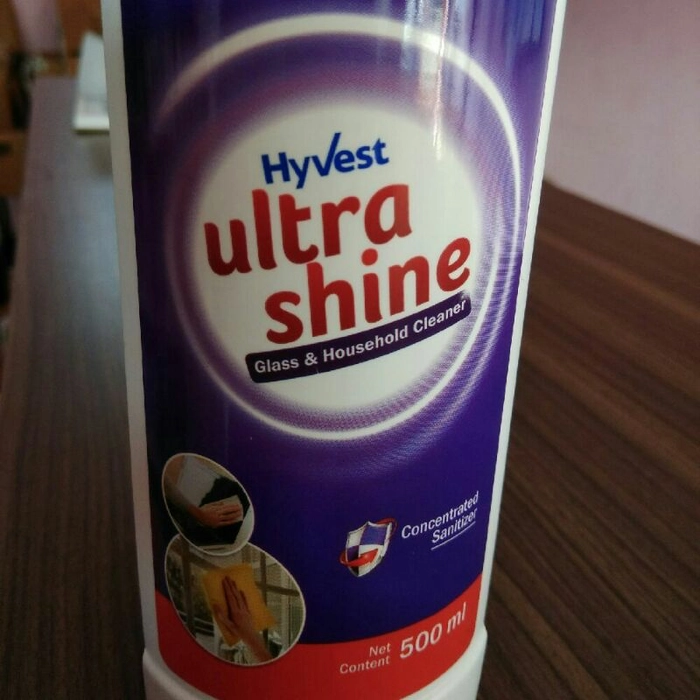 Hyvest
ultra
shine
Glass & Household Cleaner
Concentrated
Sanitizer
Net
Content 500 ml